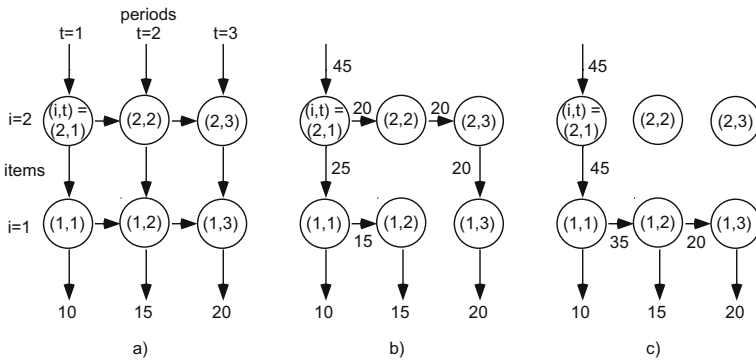 periods
t=1 t=2 t=3
45 45
i=2 (i,t) = (2,1) (2,2) (2,3) (i,t) = (2,1) 20 (2,2) 20 (2,3) (i,t) = (2,1) (2,2) (2,3)
items 25 20 45
i=1 (1,1) (1,2) (1,3) (1,1) 15 (1,2) (1,3) (1,1) 35 (1,2) 20 (1,3)
10 15 20 10 15 20 10 15 20
a) b) c)